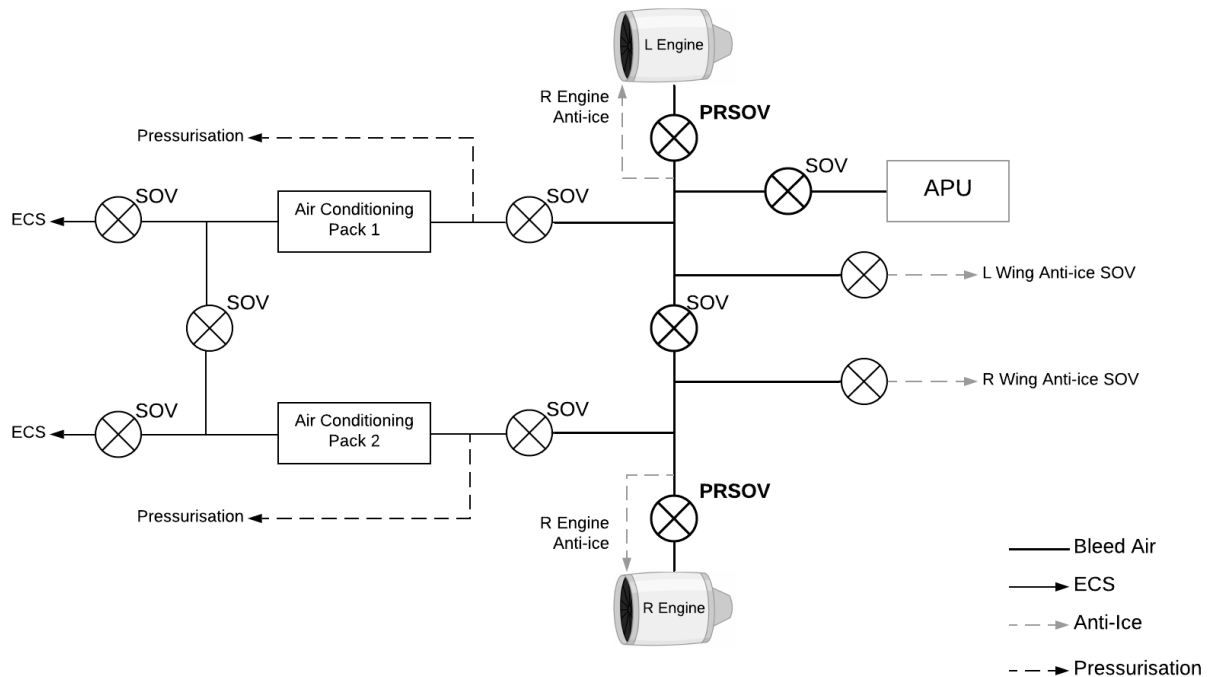 L Engine
R Engine
Anti-ice
PRSOV
Pressurisation
SOV
APU
SOV
Air Conditioning
Pack 1
SOV
ECS
L Wing Anti-ice SOV
SOV
SOV
R Wing Anti-ice SOV
SOV
Air Conditioning
Pack 2
SOV
ECS
PRSOV
Pressurisation
R Engine
Anti-ice
R Engine
Bleed Air
ECS
Anti-Ice
Pressurisation